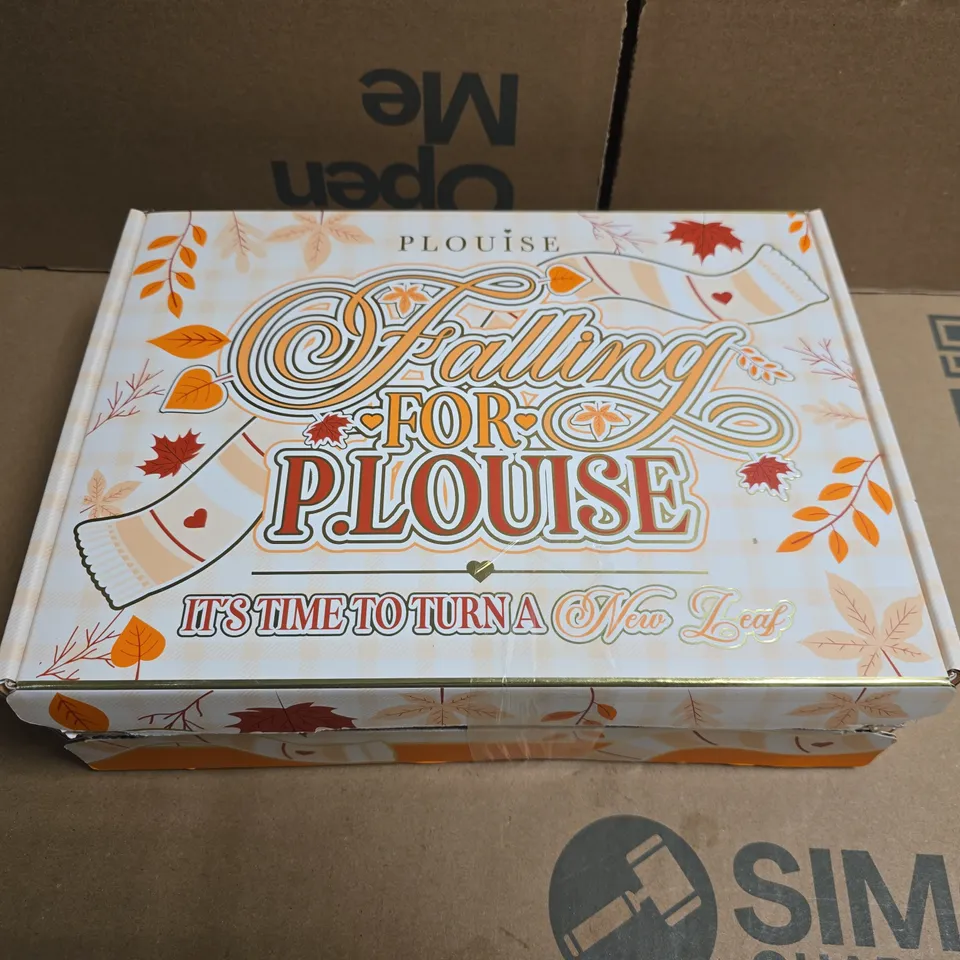 Open
Me
PLOUISE
Falling
FOR
P.LOUISE
IT'S TIME TO TURN A New Leaf
SIM